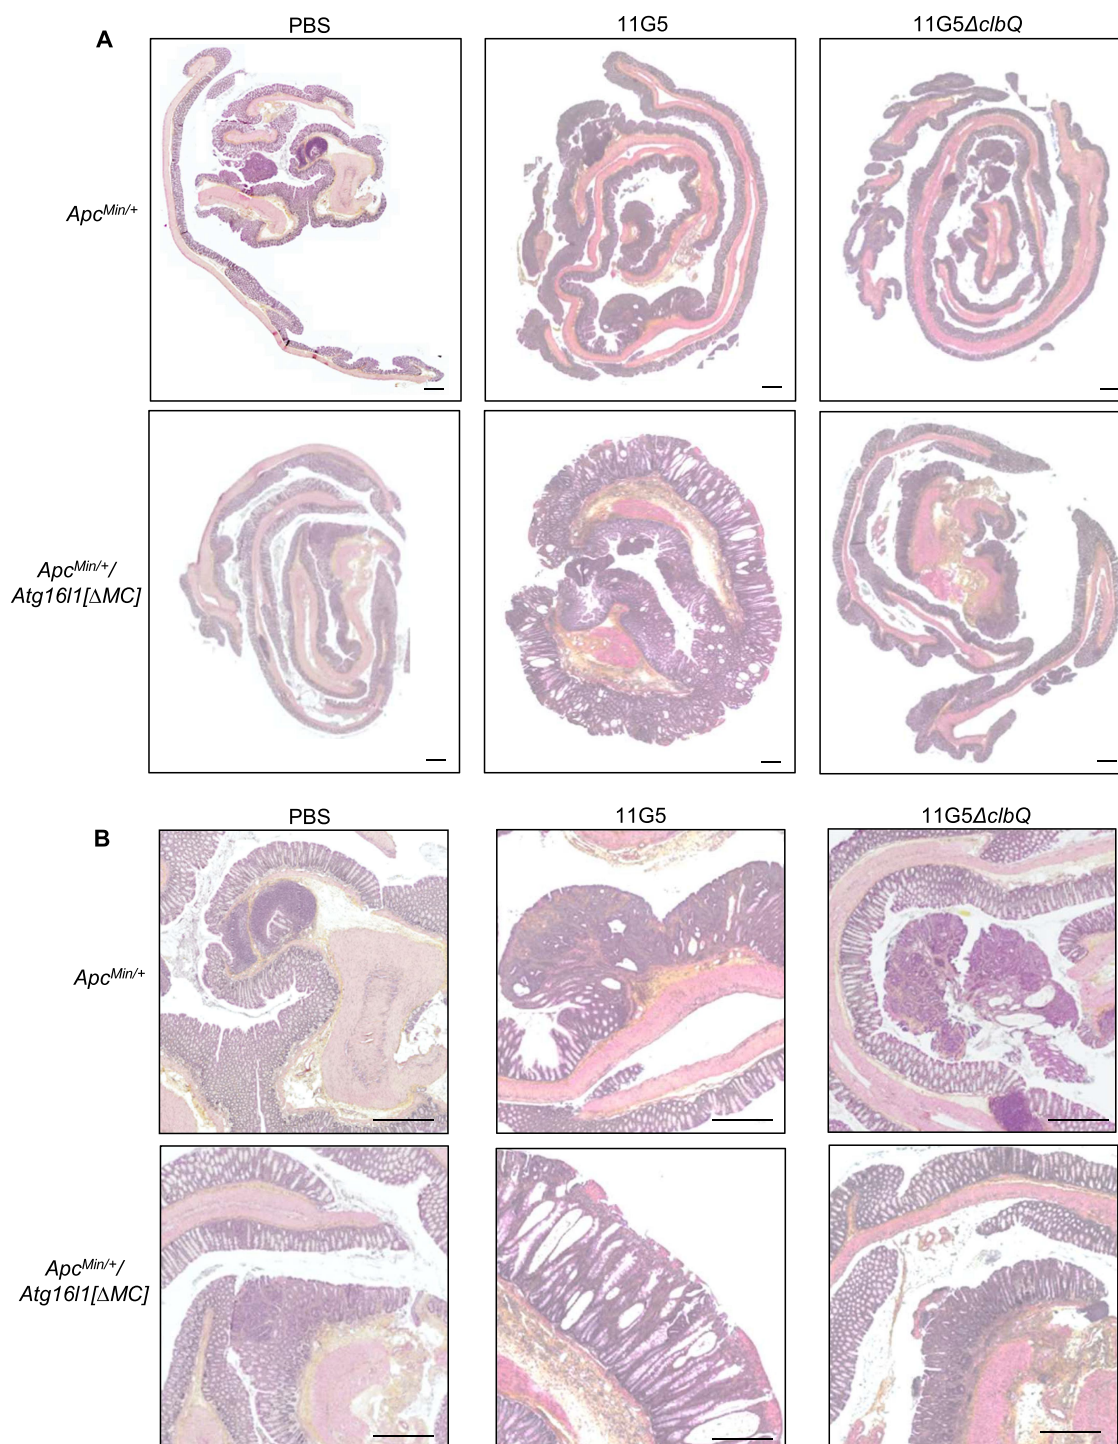 A
PBS
11G5
11G5ΔclbQ
ApcMin/+
ApcMin/+/
Atg16l1[ΔMC]
B
PBS
11G5
11G5ΔclbQ
ApcMin/+
ApcMin/+/
Atg16l1[ΔMC]